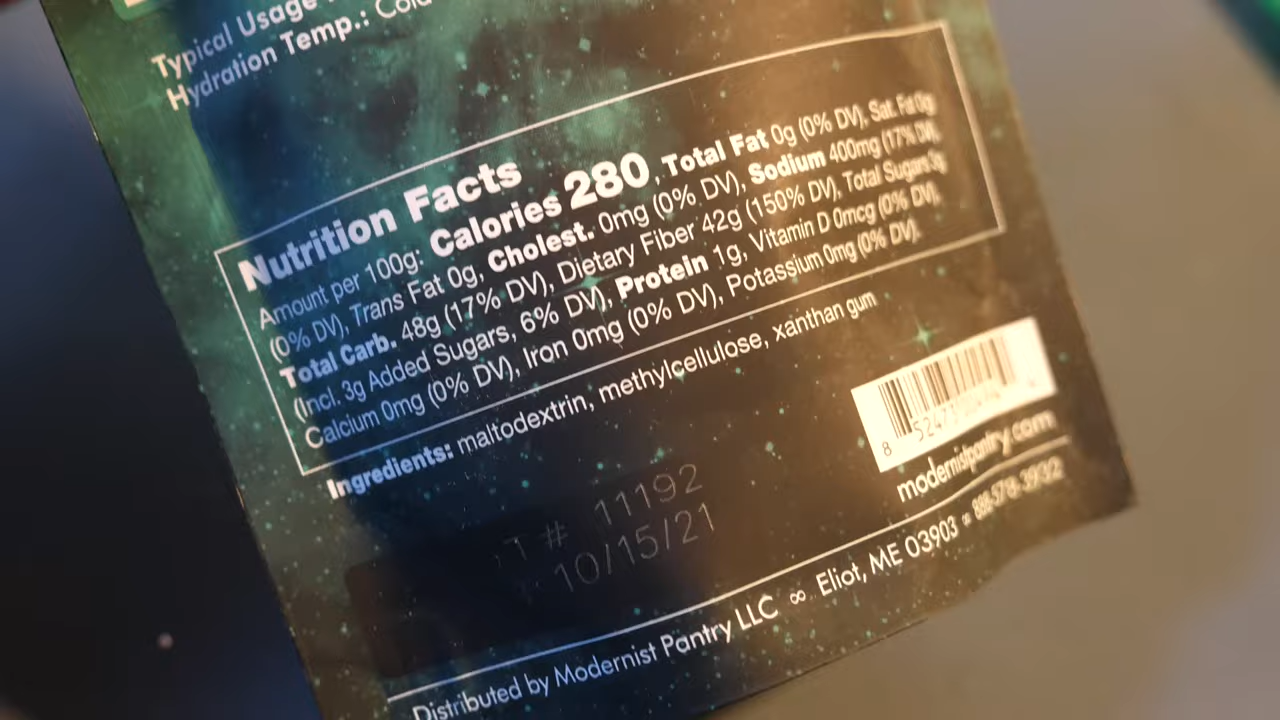 Typical Usage
Hydration Temp.: Cold
Nutrition Facts
Amount per 100g: Calories 280, Total Fat 0g (0% DV), Sat. Fat 0g
(0% DV), Trans Fat 0g, Cholest. 0mg (0% DV), Sodium 400mg (17% DV),
Total Carb. 48g (17% DV), Dietary Fiber 42g (150% DV), Total Sugars 3g
(Incl. 3g Added Sugars, 6% DV), Protein 1g, Vitamin D 0mcg (0% DV),
Calcium 0mg (0% DV), Iron 0mg (0% DV), Potassium 0mg (0% DV).
Ingredients: maltodextrin, methylcellulose, xanthan gum
# 11192
10/15/21
modernistpantry.com
Distributed by Modernist Pantry LLC ∞ Eliot, ME 03903 ∞ 888-578-3932